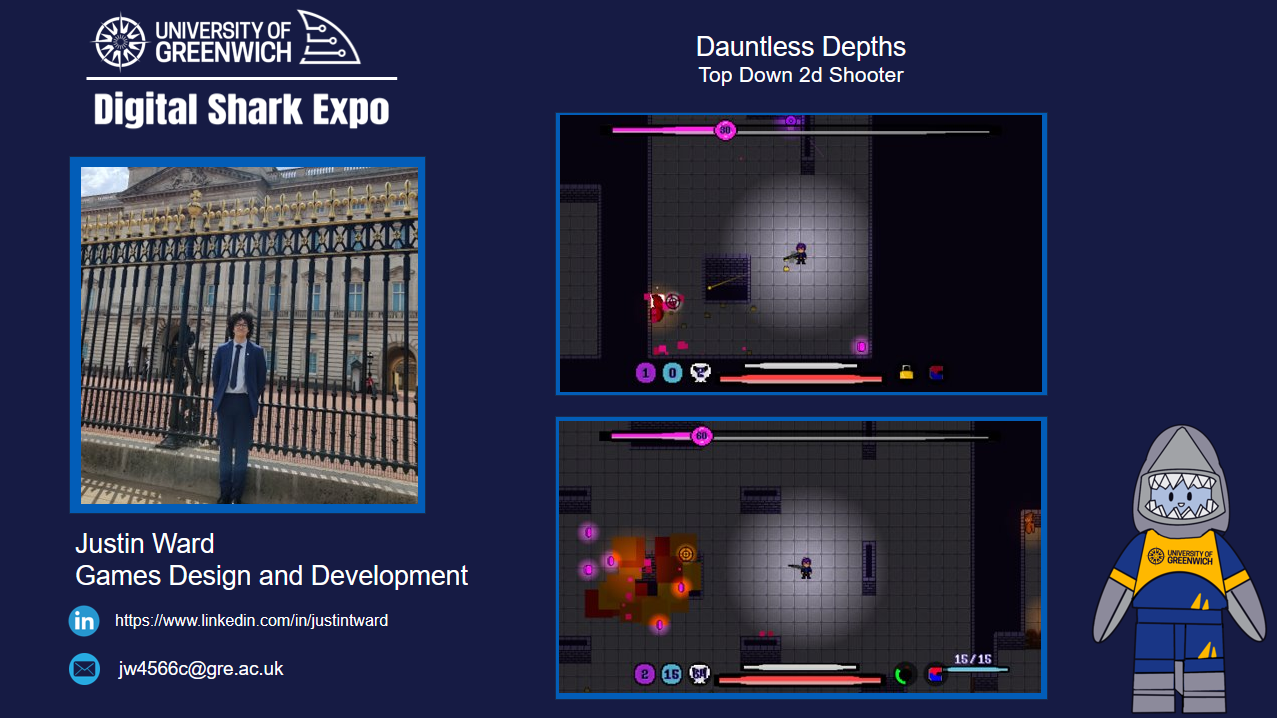 UNIVERSITY OF
GREENWICH
Digital Shark Expo
Justin Ward
Games Design and Development
in
https://www.linkedin.com/in/justintward
jw4566c@gre.ac.uk
Dauntless Depths
Top Down 2d Shooter
80
1
0
60
2
15
15/15
UNIVERSITY OF
GREENWICH